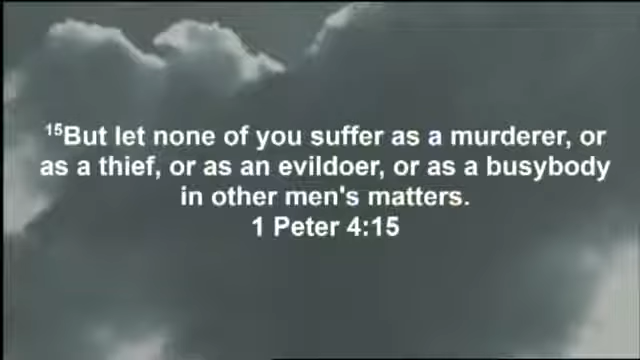 ¹⁵But let none of you suffer as a murderer, or
as a thief, or as an evildoer, or as a busybody
in other men's matters.
1 Peter 4:15